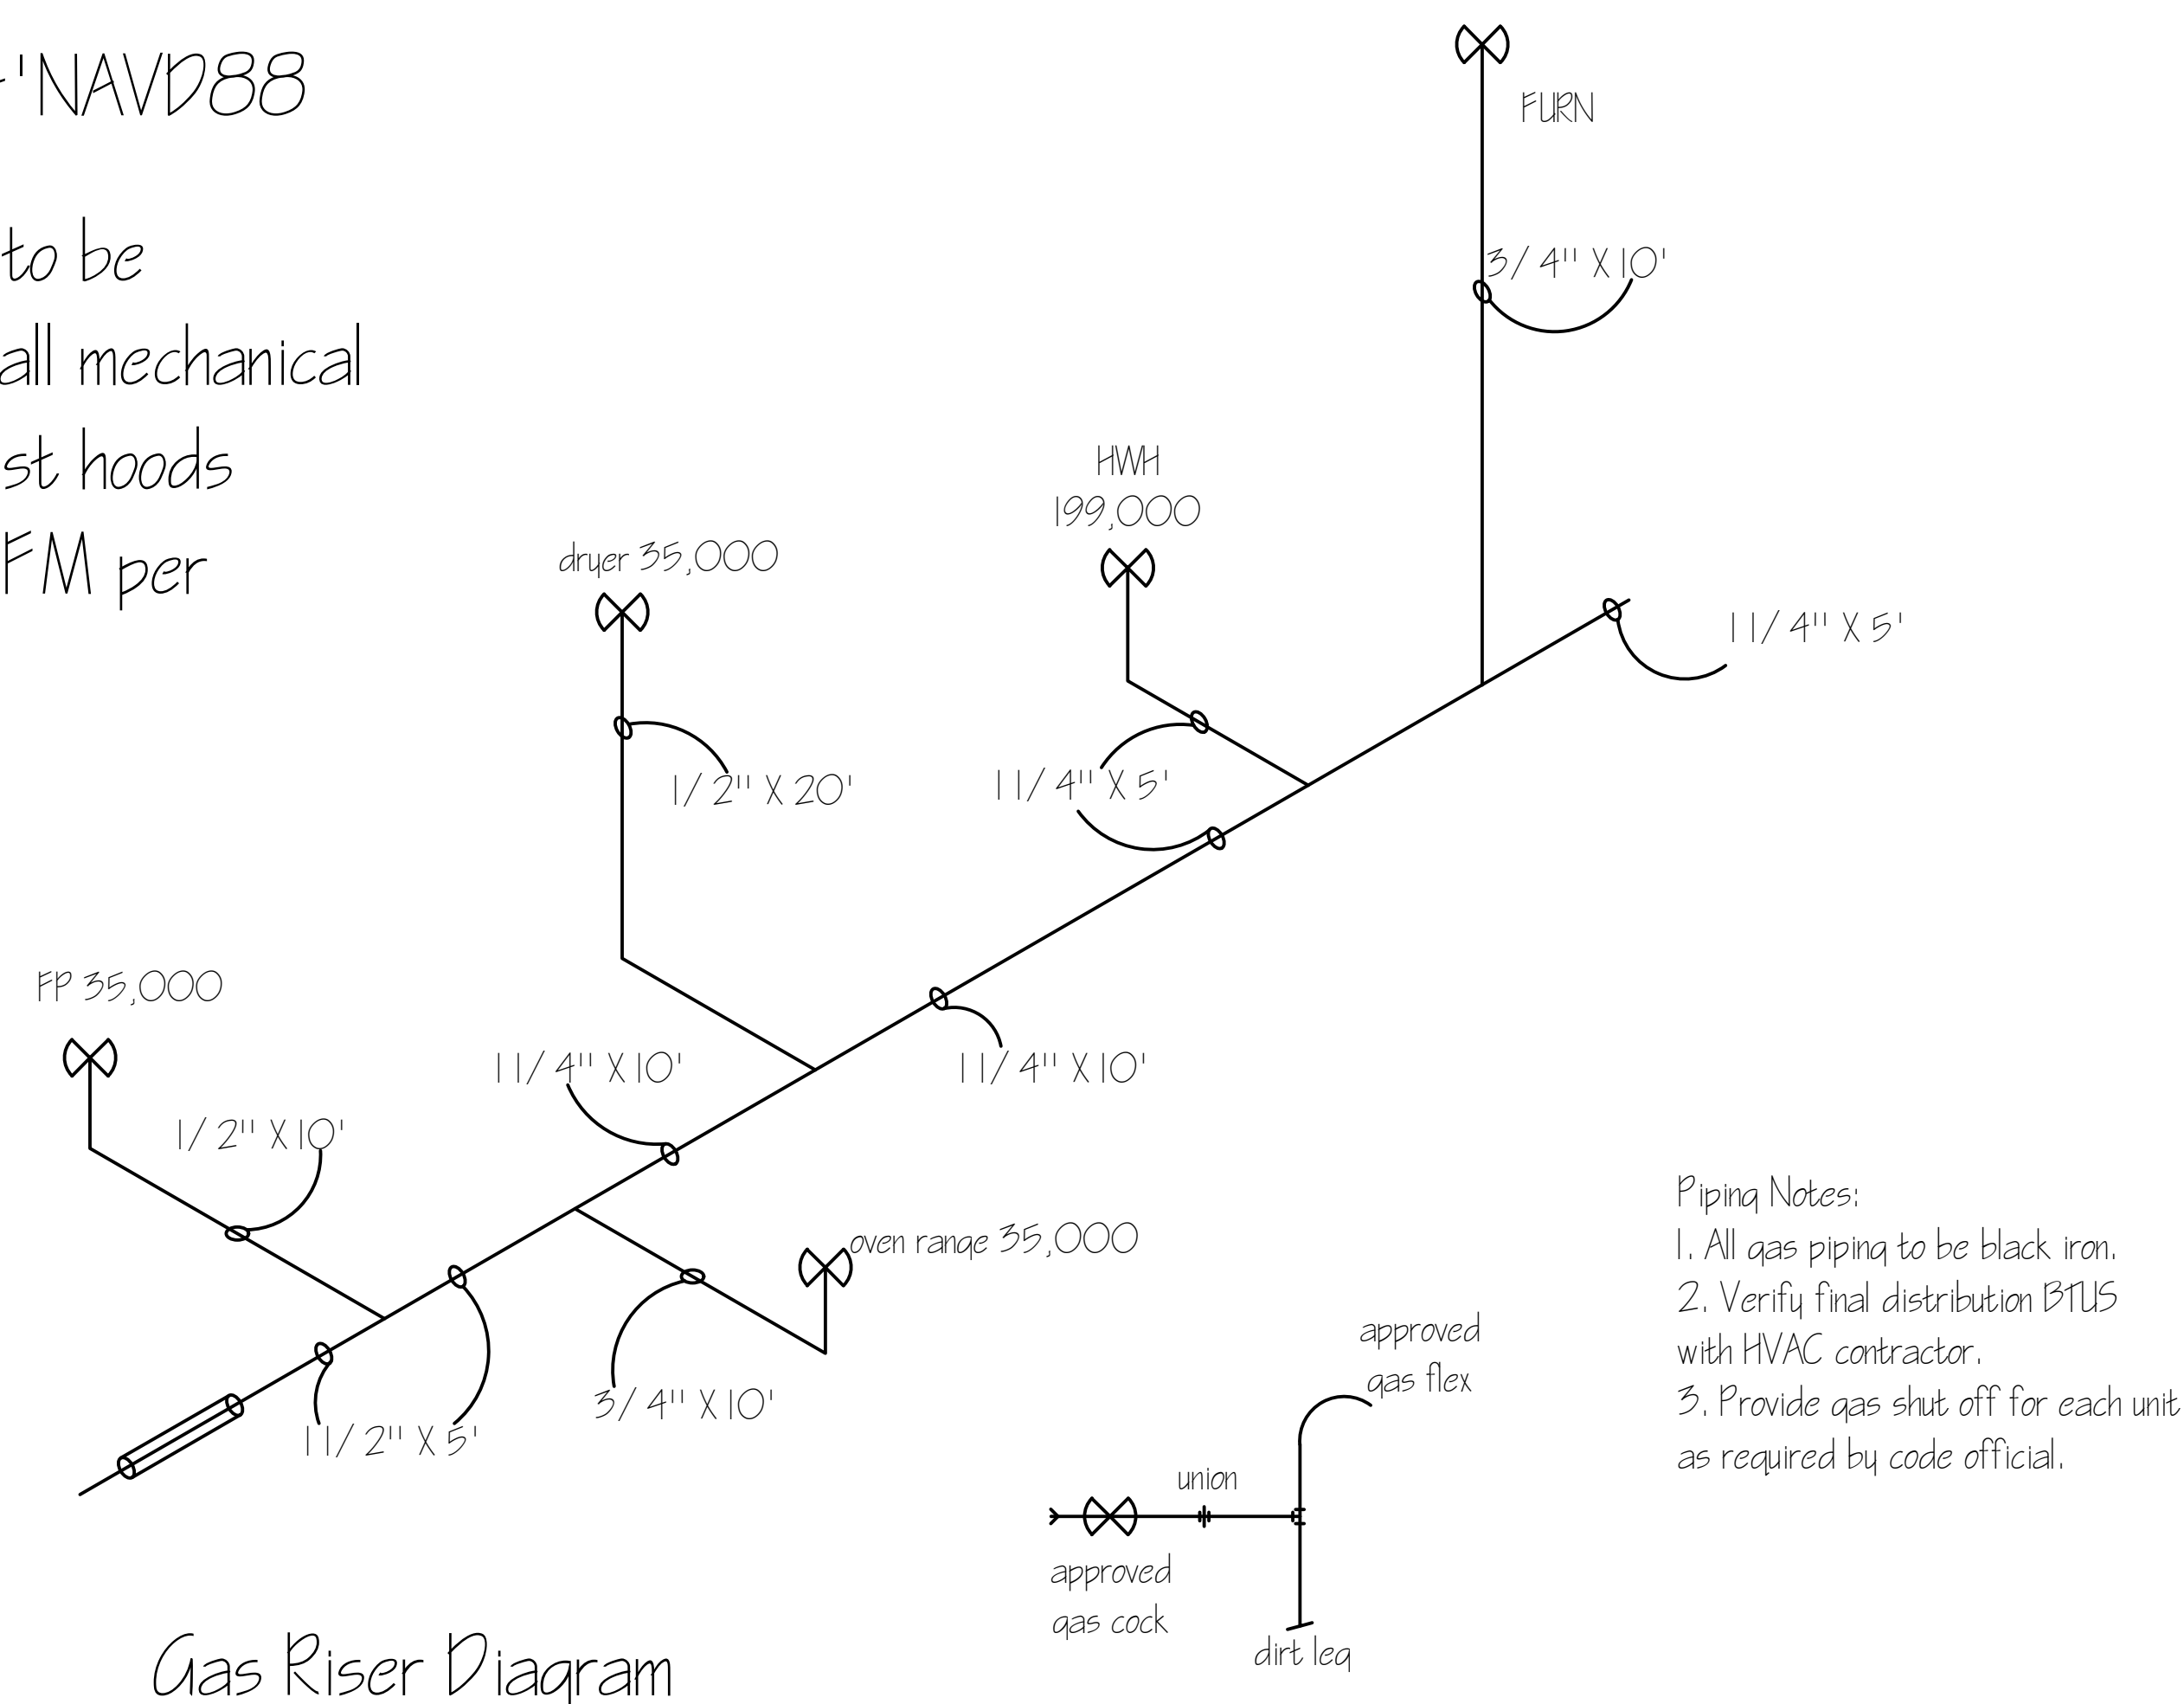 'NAVD88
to be
all mechanical
st hoods
FM per
FURN
3/4" X 10'
HWH
199,000
dryer 35,000
1 1/4" X 5'
1/2" X 20'
1 1/4" X 5'
FP 35,000
1 1/4" X 10'
1 1/4" X 10'
1/2" X 10'
oven range 35,000
3/4" X 10'
1 1/2" X 5'
Piping Notes:
1. All gas piping to be black iron.
2. Verify final distribution BTUS
with HVAC contractor.
3. Provide gas shut off for each unit
as required by code official.
approved
gas flex
union
approved
gas cock
dirt leg
Gas Riser Diagram